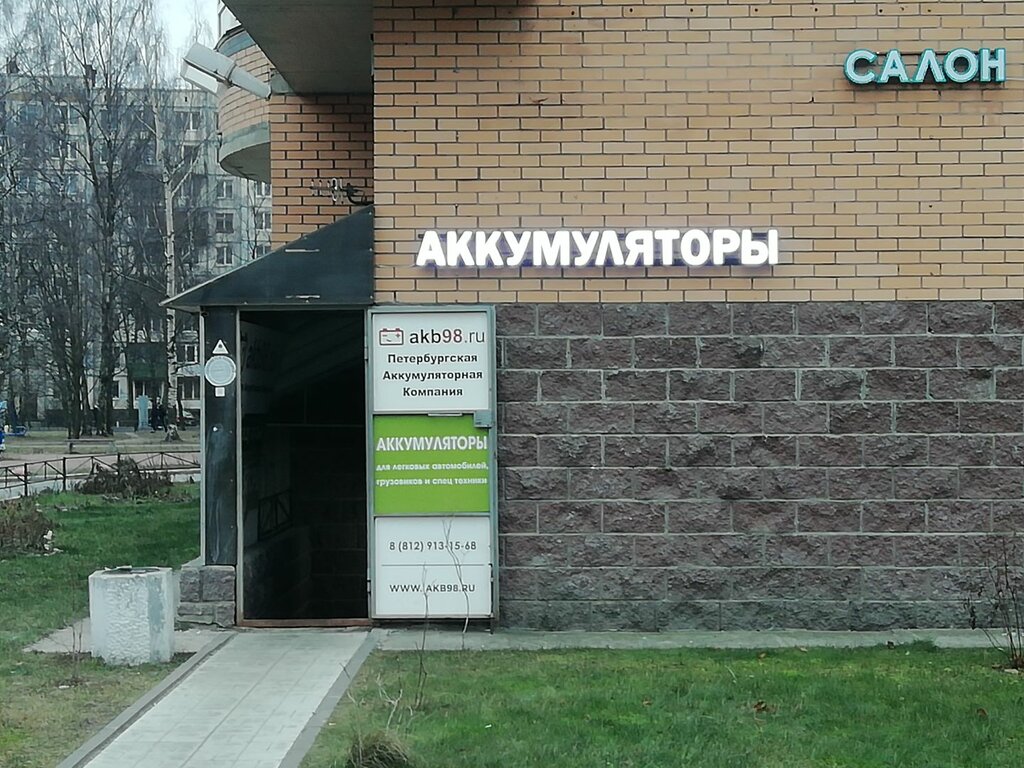 САЛОН
АККУМУЛЯТОРЫ
akb98.ru
Петербургская
Аккумуляторная
Компания
АККУМУЛЯТОРЫ
для легковых автомобилей,
грузовиков и спец техники
8 (812) 913-15-68
WWW.AKB98.RU